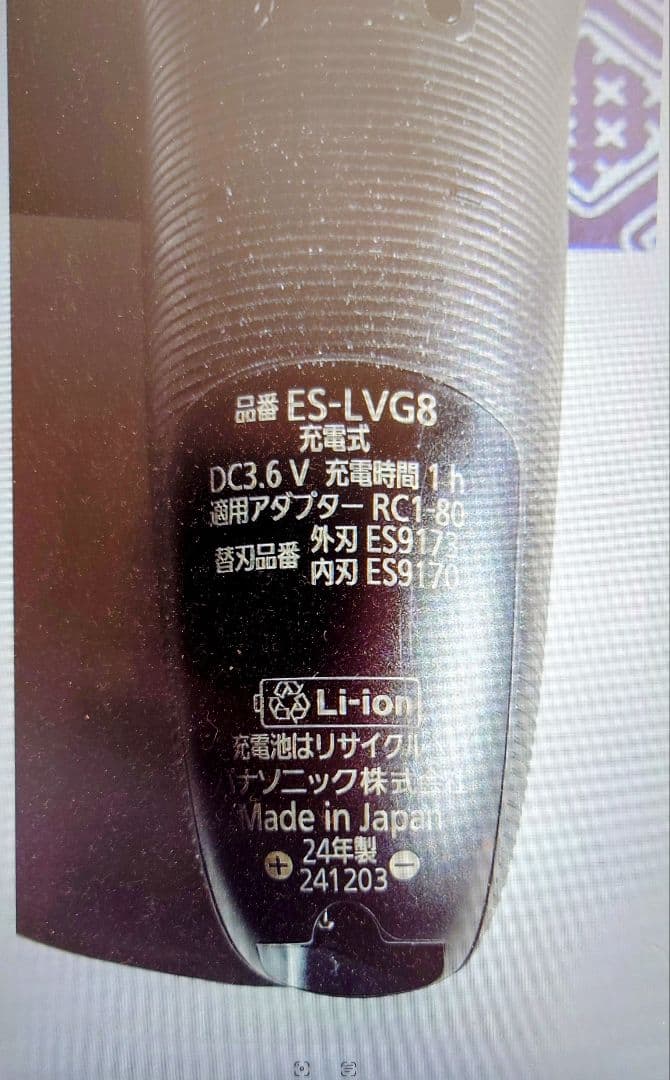 品番 ES-LVG8
充電式
DC3.6 V 充電時間 1 h
適用アダプター RC1-80
替刃品番 外刃 ES9173
内刃 ES9170
Li-ion
充電池はリサイクル
パナソニック株式会社
Made in Japan
24年製
+ 241203 −